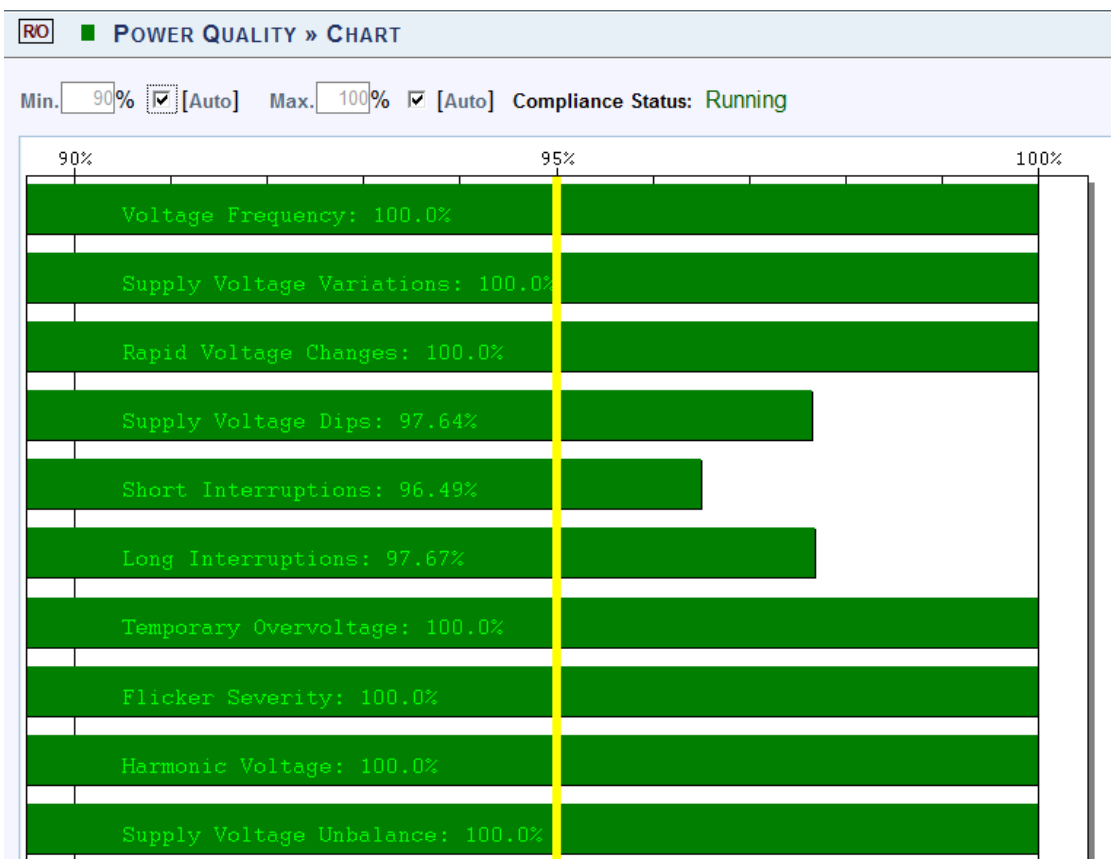 R/O POWER QUALITY » CHART
Min. 90% [Auto] Max. 100% [Auto] Compliance Status: Running
90% 95% 100%
Voltage Frequency: 100.0%
Supply Voltage Variations: 100.0%
Rapid Voltage Changes: 100.0%
Supply Voltage Dips: 97.64%
Short Interruptions: 96.49%
Long Interruptions: 97.67%
Temporary Overvoltage: 100.0%
Flicker Severity: 100.0%
Harmonic Voltage: 100.0%
Supply Voltage Unbalance: 100.0%